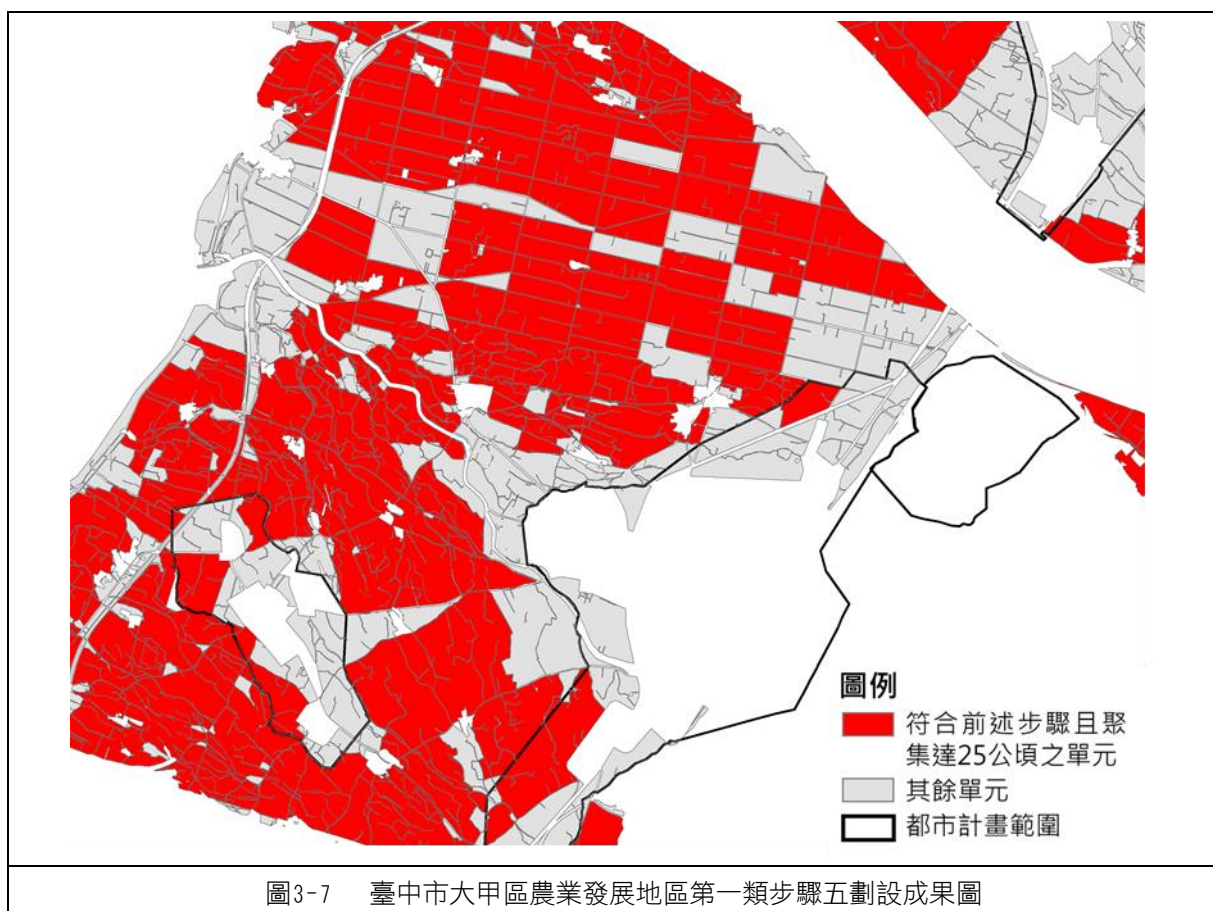 圖例
符合前述步驟且聚
集達25公頃之單元
其餘單元
都市計畫範圍
圖3-7 臺中市大甲區農業發展地區第一類步驟五劃設成果圖